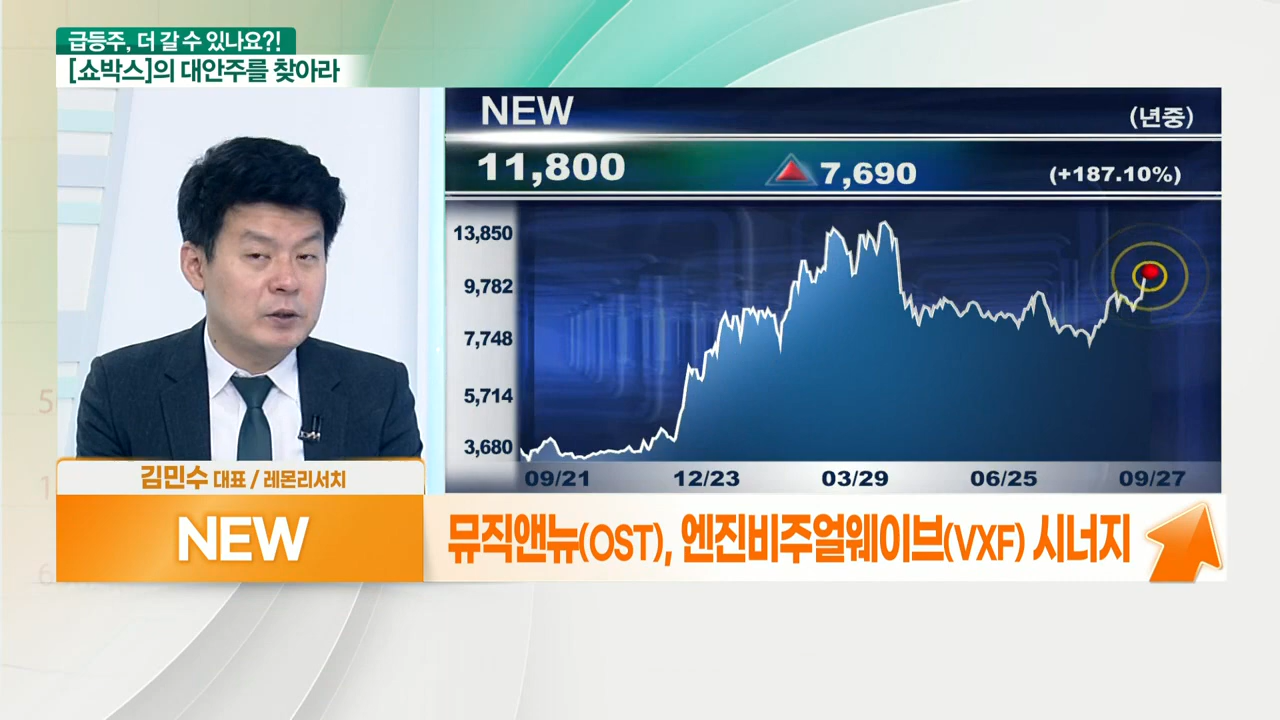 급등주, 더 갈 수 있나요?!
[쇼박스]의 대안주를 찾아라
NEW
(년중)
11,800
7,690
(+187.10%)
13,850
9,782
7,748
5,714
3,680
09/21
12/23
03/29
06/25
09/27
김민수 대표 / 레몬리서치
NEW
뮤직앤뉴(OST), 엔진비주얼웨이브(VXF) 시너지